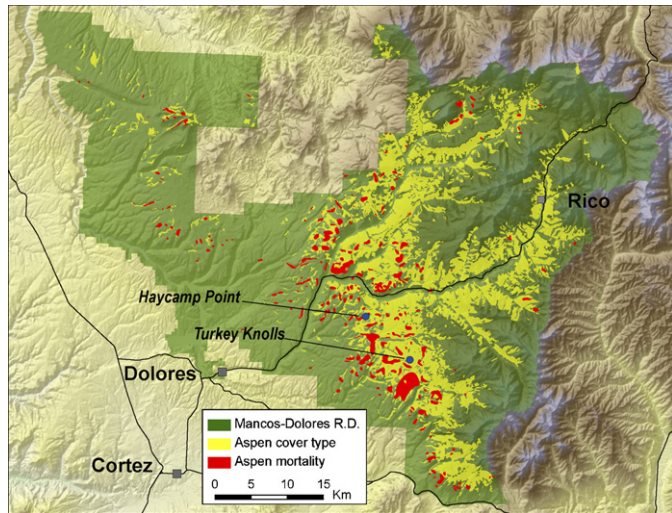 Rico
Haycamp Point
Turkey Knolls
Dolores
Cortez
Mancos-Dolores R.D.
Aspen cover type
Aspen mortality
0 5 10 15
Km